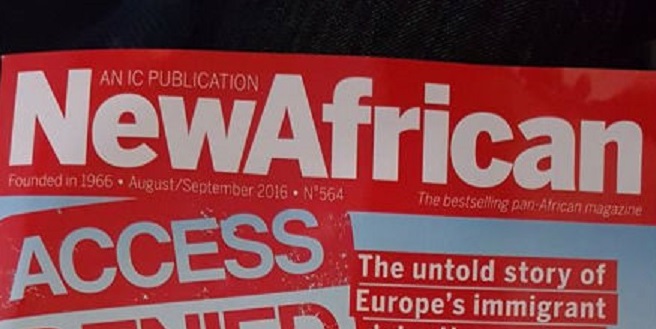 AN IC PUBLICATION
NewAfrican
Founded in 1966 • August/September 2016 • N°564
The bestselling pan-African magazine
ACCESS
DENIED
The untold story of
Europe's immigrant